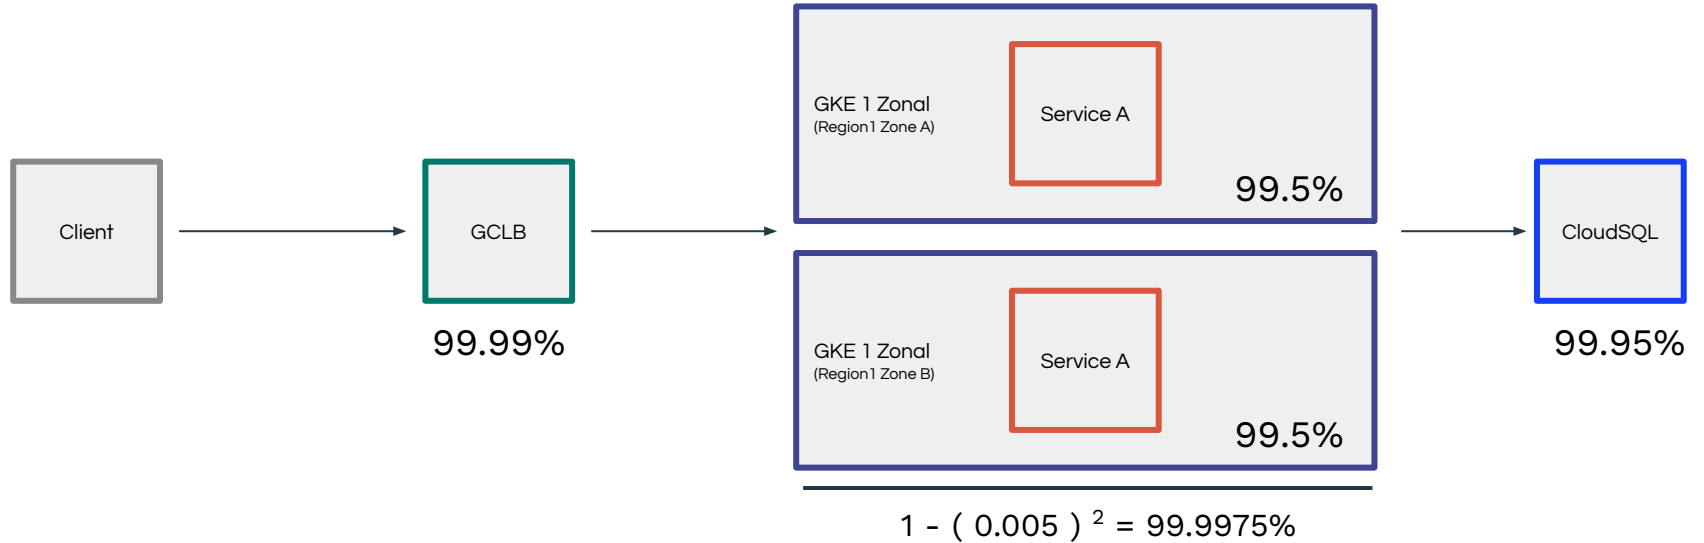 Client
GCLB
99.99%
GKE 1 Zonal
(Region1 Zone A)
Service A
99.5%
GKE 1 Zonal
(Region1 Zone B)
Service A
99.5%
1 - ( 0.005 ) ² = 99.9975%
CloudSQL
99.95%